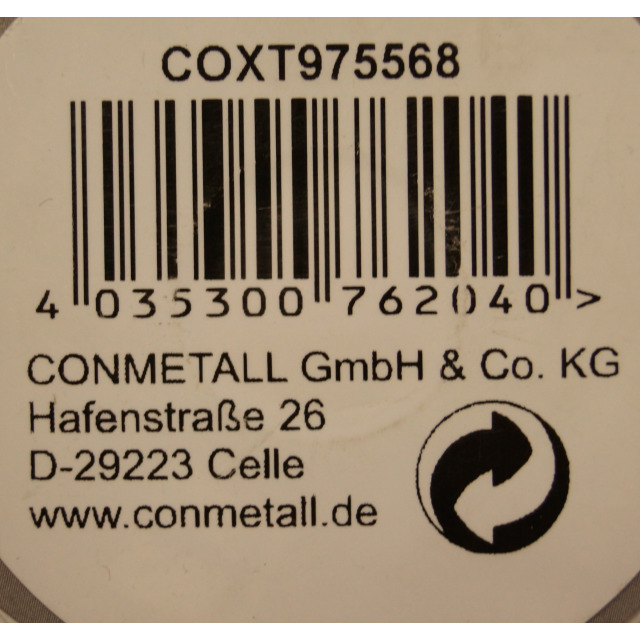 COXT975568
4 035300 762040 >
CONMETALL GmbH & Co. KG
Hafenstraße 26
D-29223 Celle
www.conmetall.de